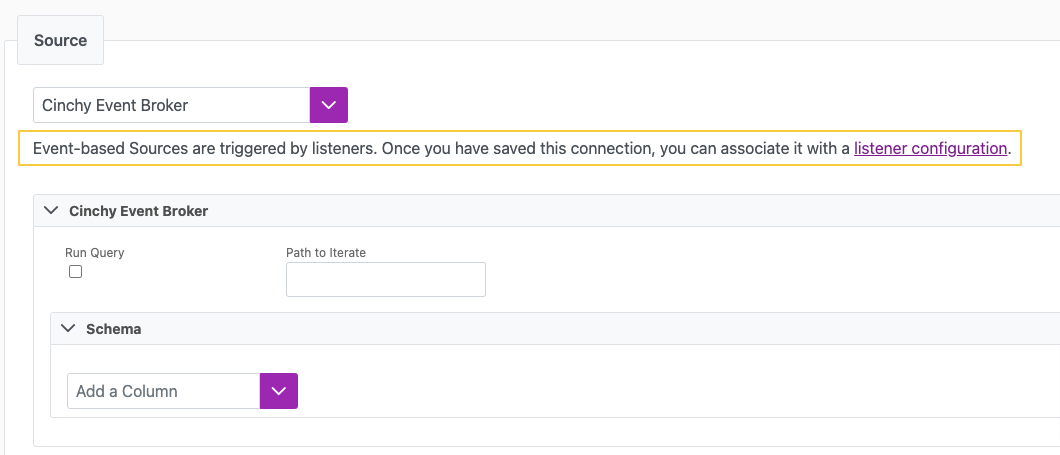 Source
Cinchy Event Broker
Event-based Sources are triggered by listeners. Once you have saved this connection, you can associate it with a listener configuration.
Cinchy Event Broker
Run Query
Path to Iterate
Schema
Add a Column